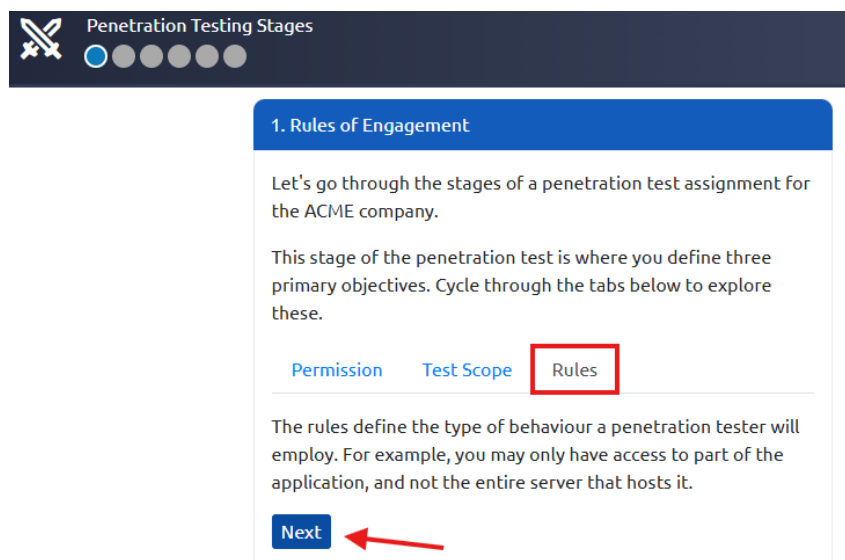 Penetration Testing Stages
1. Rules of Engagement
Let's go through the stages of a penetration test assignment for
the ACME company.
This stage of the penetration test is where you define three
primary objectives. Cycle through the tabs below to explore
these.
Permission Test Scope Rules
The rules define the type of behaviour a penetration tester will
employ. For example, you may only have access to part of the
application, and not the entire server that hosts it.
Next